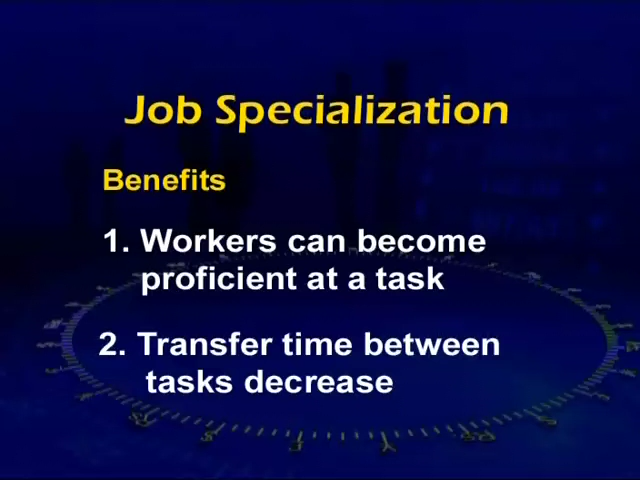 Job Specialization
Benefits
1. Workers can become
proficient at a task
2. Transfer time between
tasks decrease